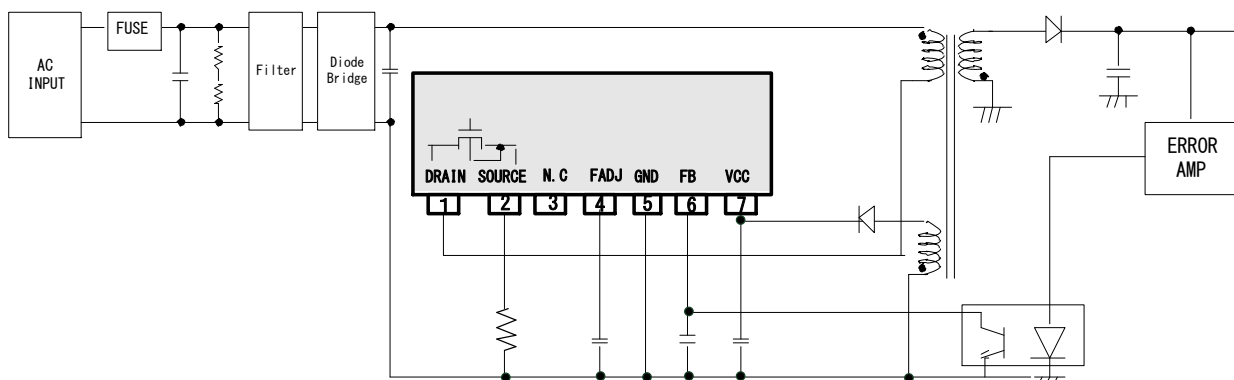 AC
INPUT
FUSE
Filter
Diode
Bridge
DRAIN SOURCE N.C FADJ GND FB VCC
1 2 3 4 5 6 7
ERROR
AMP